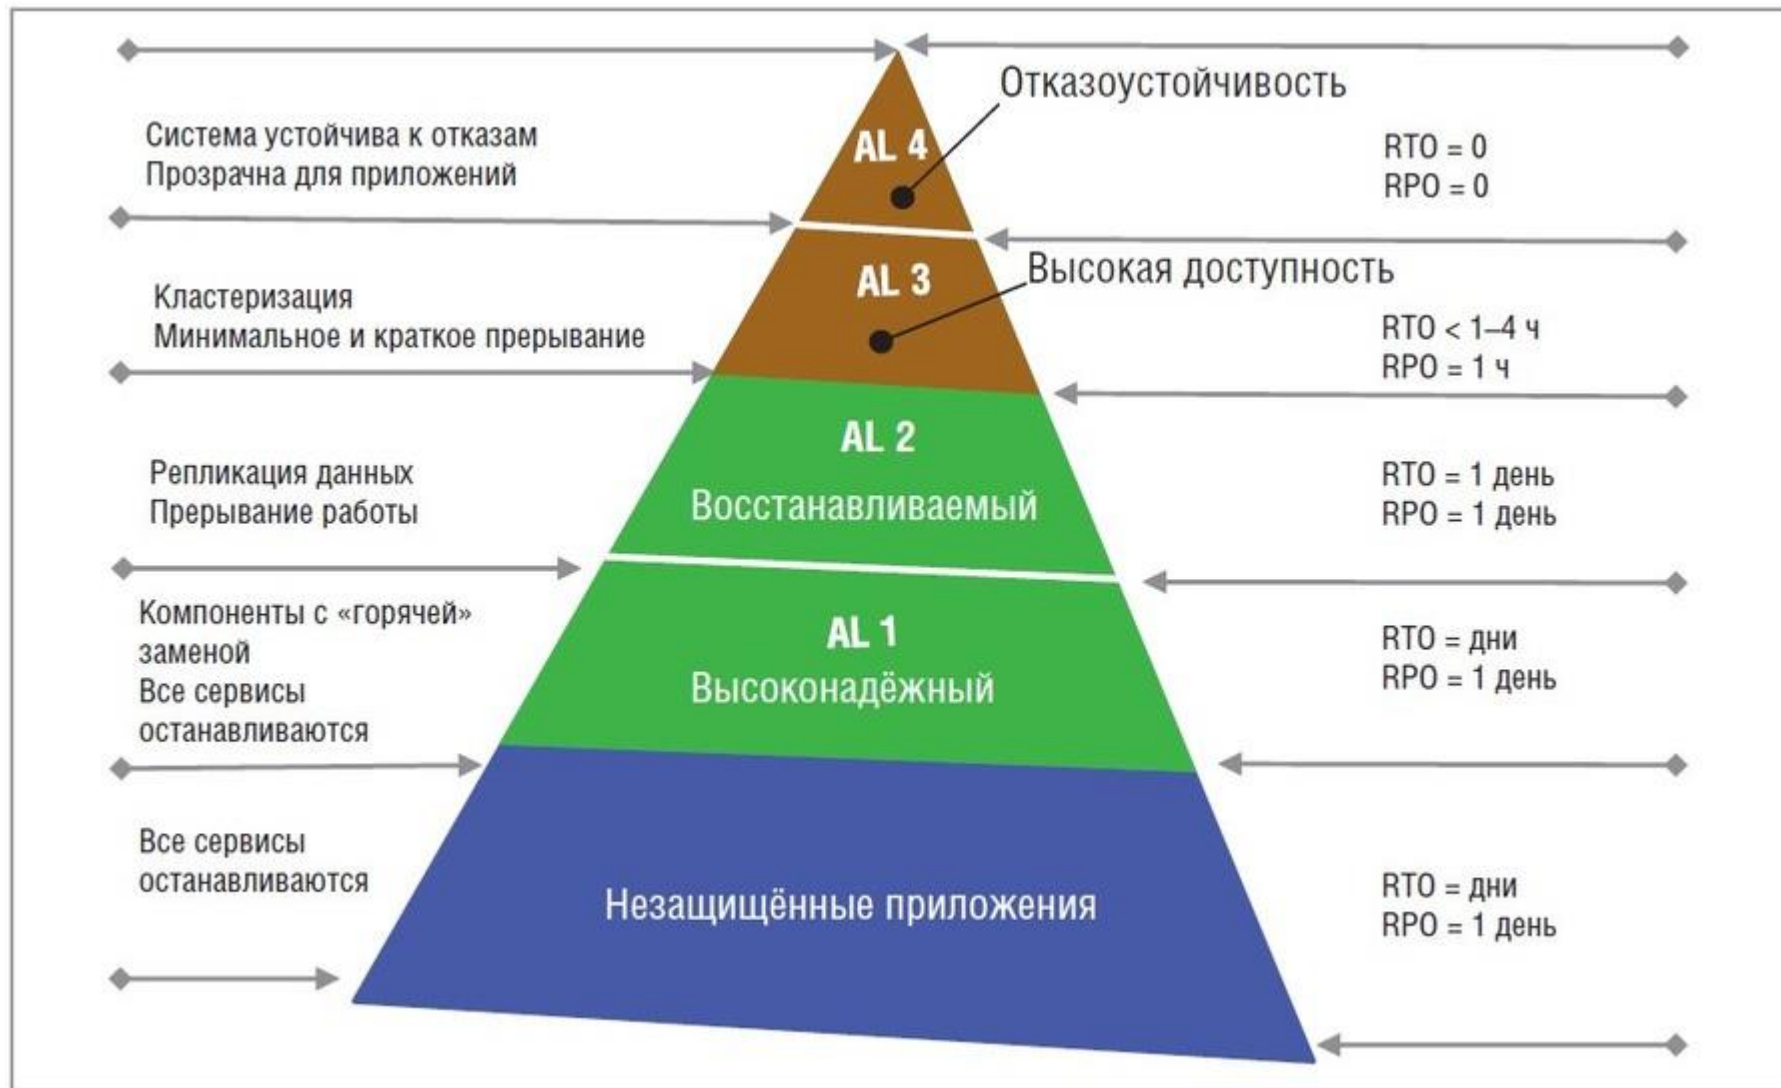 Отказоустойчивость
Система устойчива к отказам
Прозрачна для приложений
AL 4
RTO = 0
RPO = 0
Высокая доступность
Кластеризация
Минимальное и краткое прерывание
AL 3
RTO < 1–4 ч
RPO = 1 ч
Репликация данных
Прерывание работы
AL 2
Восстанавливаемый
RTO = 1 день
RPO = 1 день
Компоненты с «горячей»
заменой
Все сервисы
останавливаются
AL 1
Высоконадёжный
RTO = дни
RPO = 1 день
Все сервисы
останавливаются
Незащищённые приложения
RTO = дни
RPO = 1 день